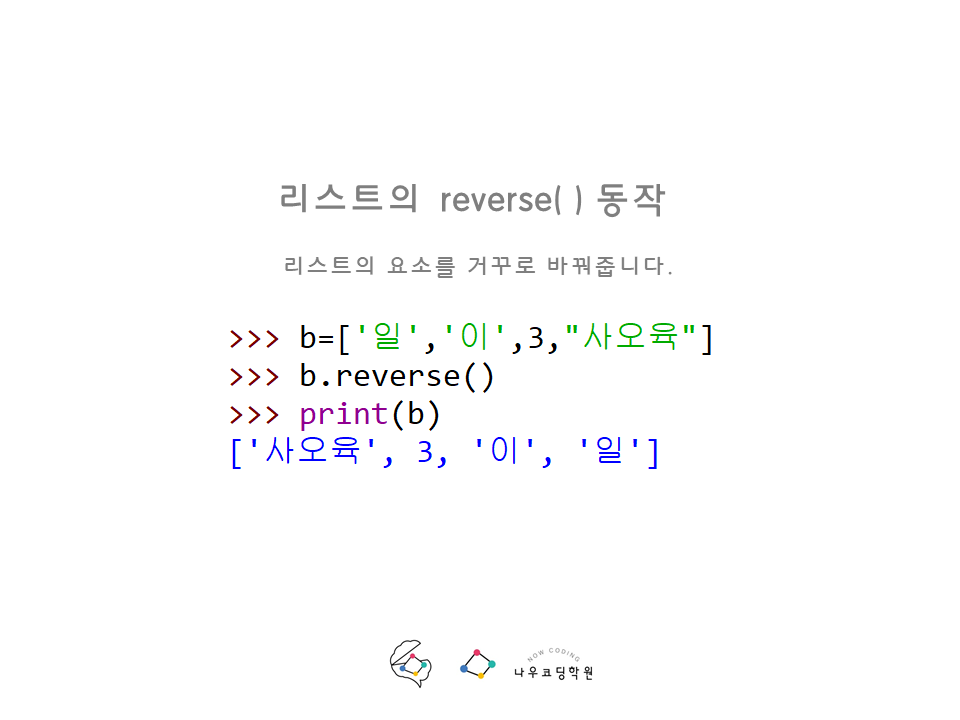 리스트의 reverse( ) 동작
리스트의 요소를 거꾸로 바꿔줍니다.
>>> b=['일','이',3,"사오육"]
>>> b.reverse()
>>> print(b)
['사오육', 3, '이', '일']
NOW CODING
나우코딩학원